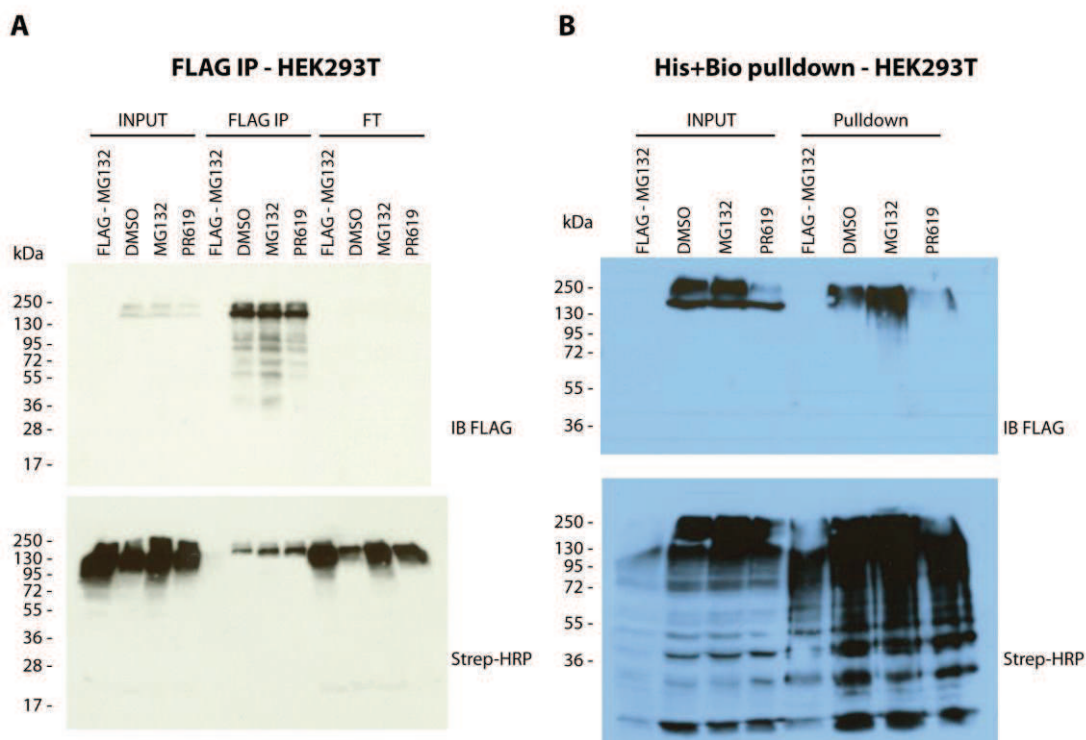 A
FLAG IP - HEK293T
INPUT FLAG IP FT
FLAG - MG132
DMSO
MG132
PR619
FLAG - MG132
DMSO
MG132
PR619
FLAG - MG132
DMSO
MG132
PR619
kDa
250 -
130 -
95 -
72 -
55 -
36 -
28 -
17 -
IB FLAG
250 -
130 -
95 -
72 -
55 -
36 -
28 -
17 -
Strep-HRP
B
His+Bio pulldown - HEK293T
INPUT Pulldown
FLAG - MG132
DMSO
MG132
PR619
FLAG - MG132
DMSO
MG132
PR619
kDa
250 -
130 -
95 -
72 -
55 -
36 -
IB FLAG
250 -
130 -
95 -
72 -
55 -
36 -
Strep-HRP